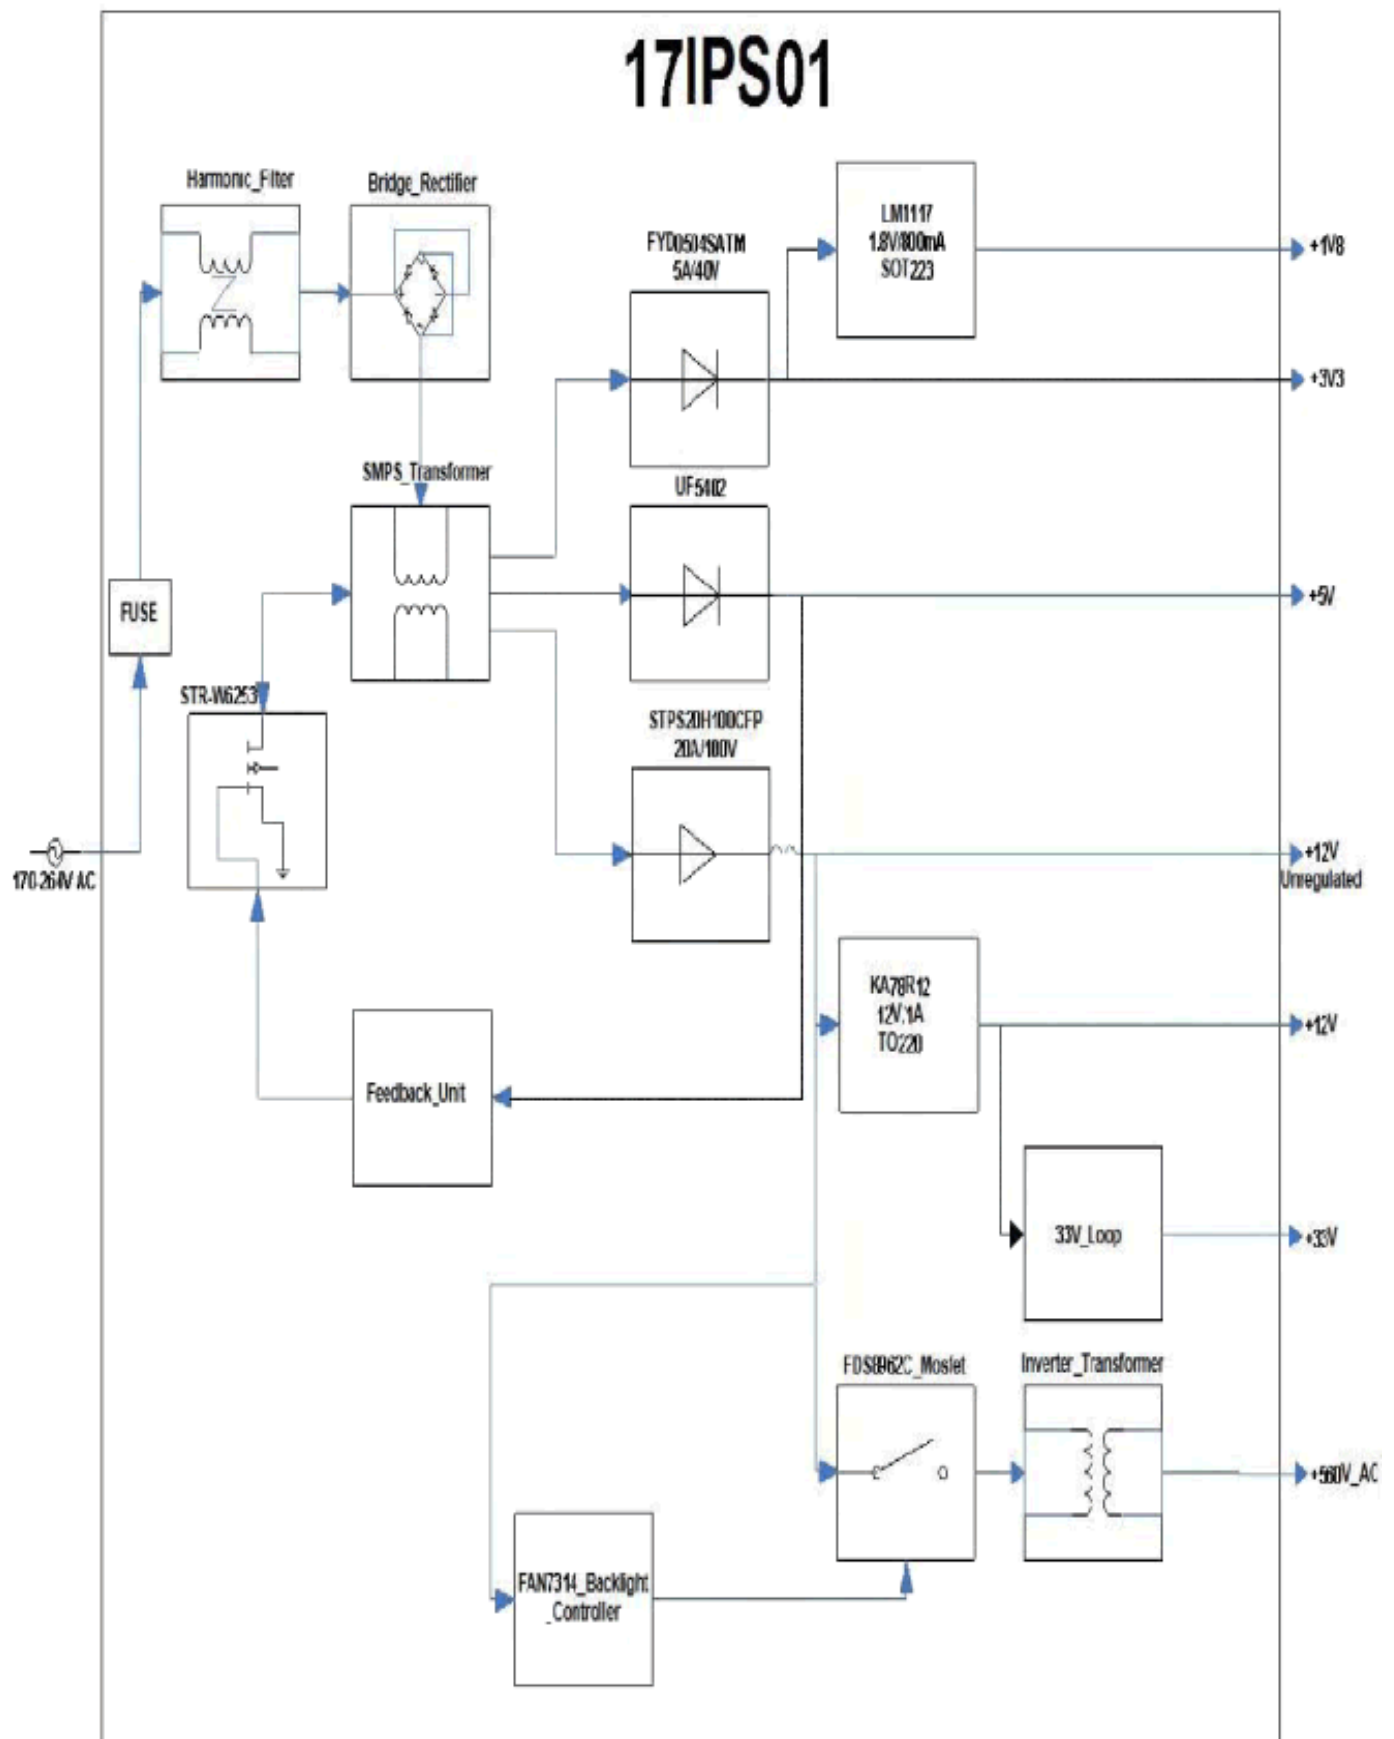 17IPS01
Harmonic_Filter
Bridge_Rectifier
LM1117
1.8V/800mA
SOT223
+1V8
FYD0504SATM
5A/40V
+3V3
SMPS_Transformer
UF5402
FUSE
+5V
STR-W6253
STPS20H100CFP
20A/100V
170-264V AC
+12V
Unregulated
KA78R12
12V,1A
TO220
+12V
Feedback_Unit
33V_Loop
+33V
FDS8962C_Mosfet
Inverter_Transformer
+560V_AC
FAN7314_Backlight
_Controller